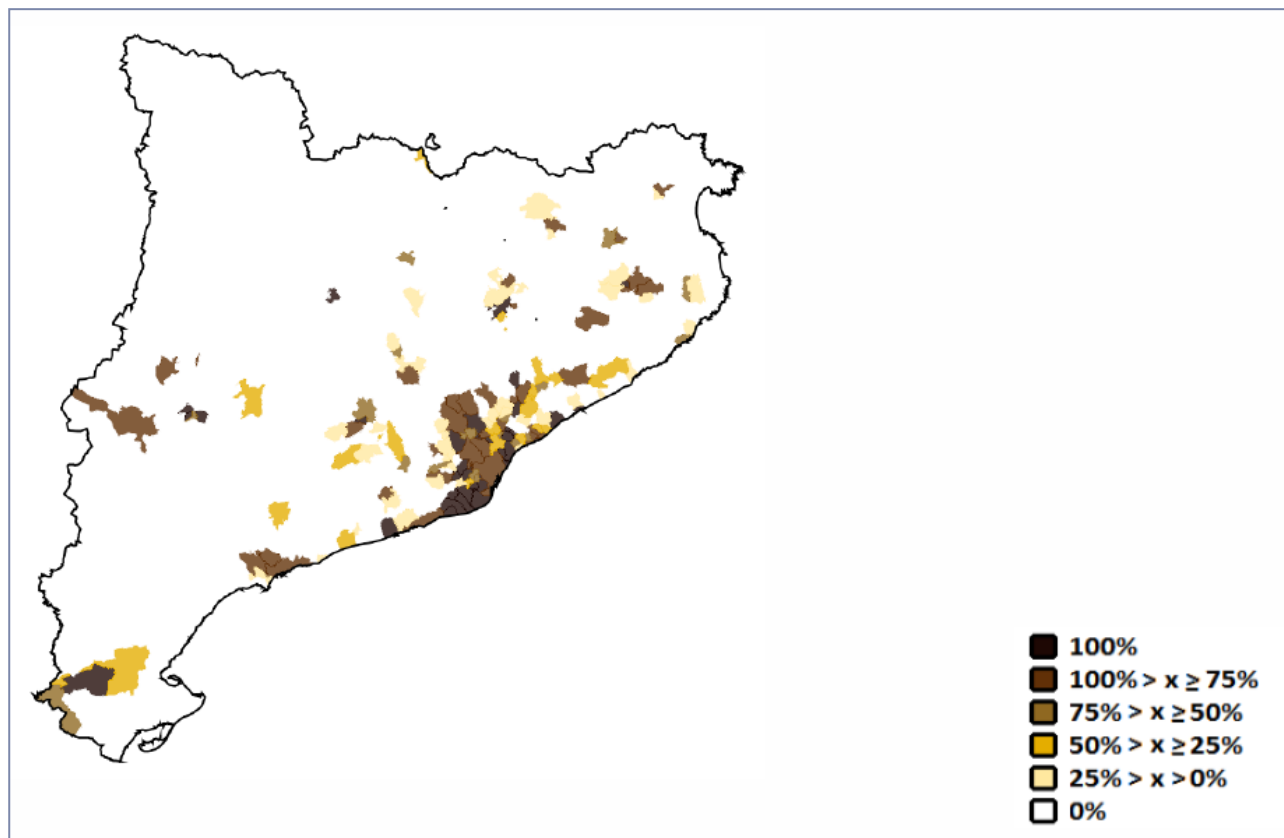 100%
100% > x ≥ 75%
75% > x ≥ 50%
50% > x ≥ 25%
25% > x > 0%
0%